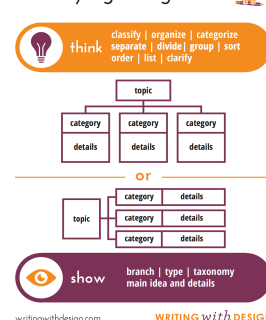 think
classify | organize | categorize
separate | divide| group | sort
order | list | clarify
topic
category category category
details details details
or
category details
topic category details
category details
show
branch | type | taxonomy
main idea and details
writingwithdesign.com WRITING with DESIGN